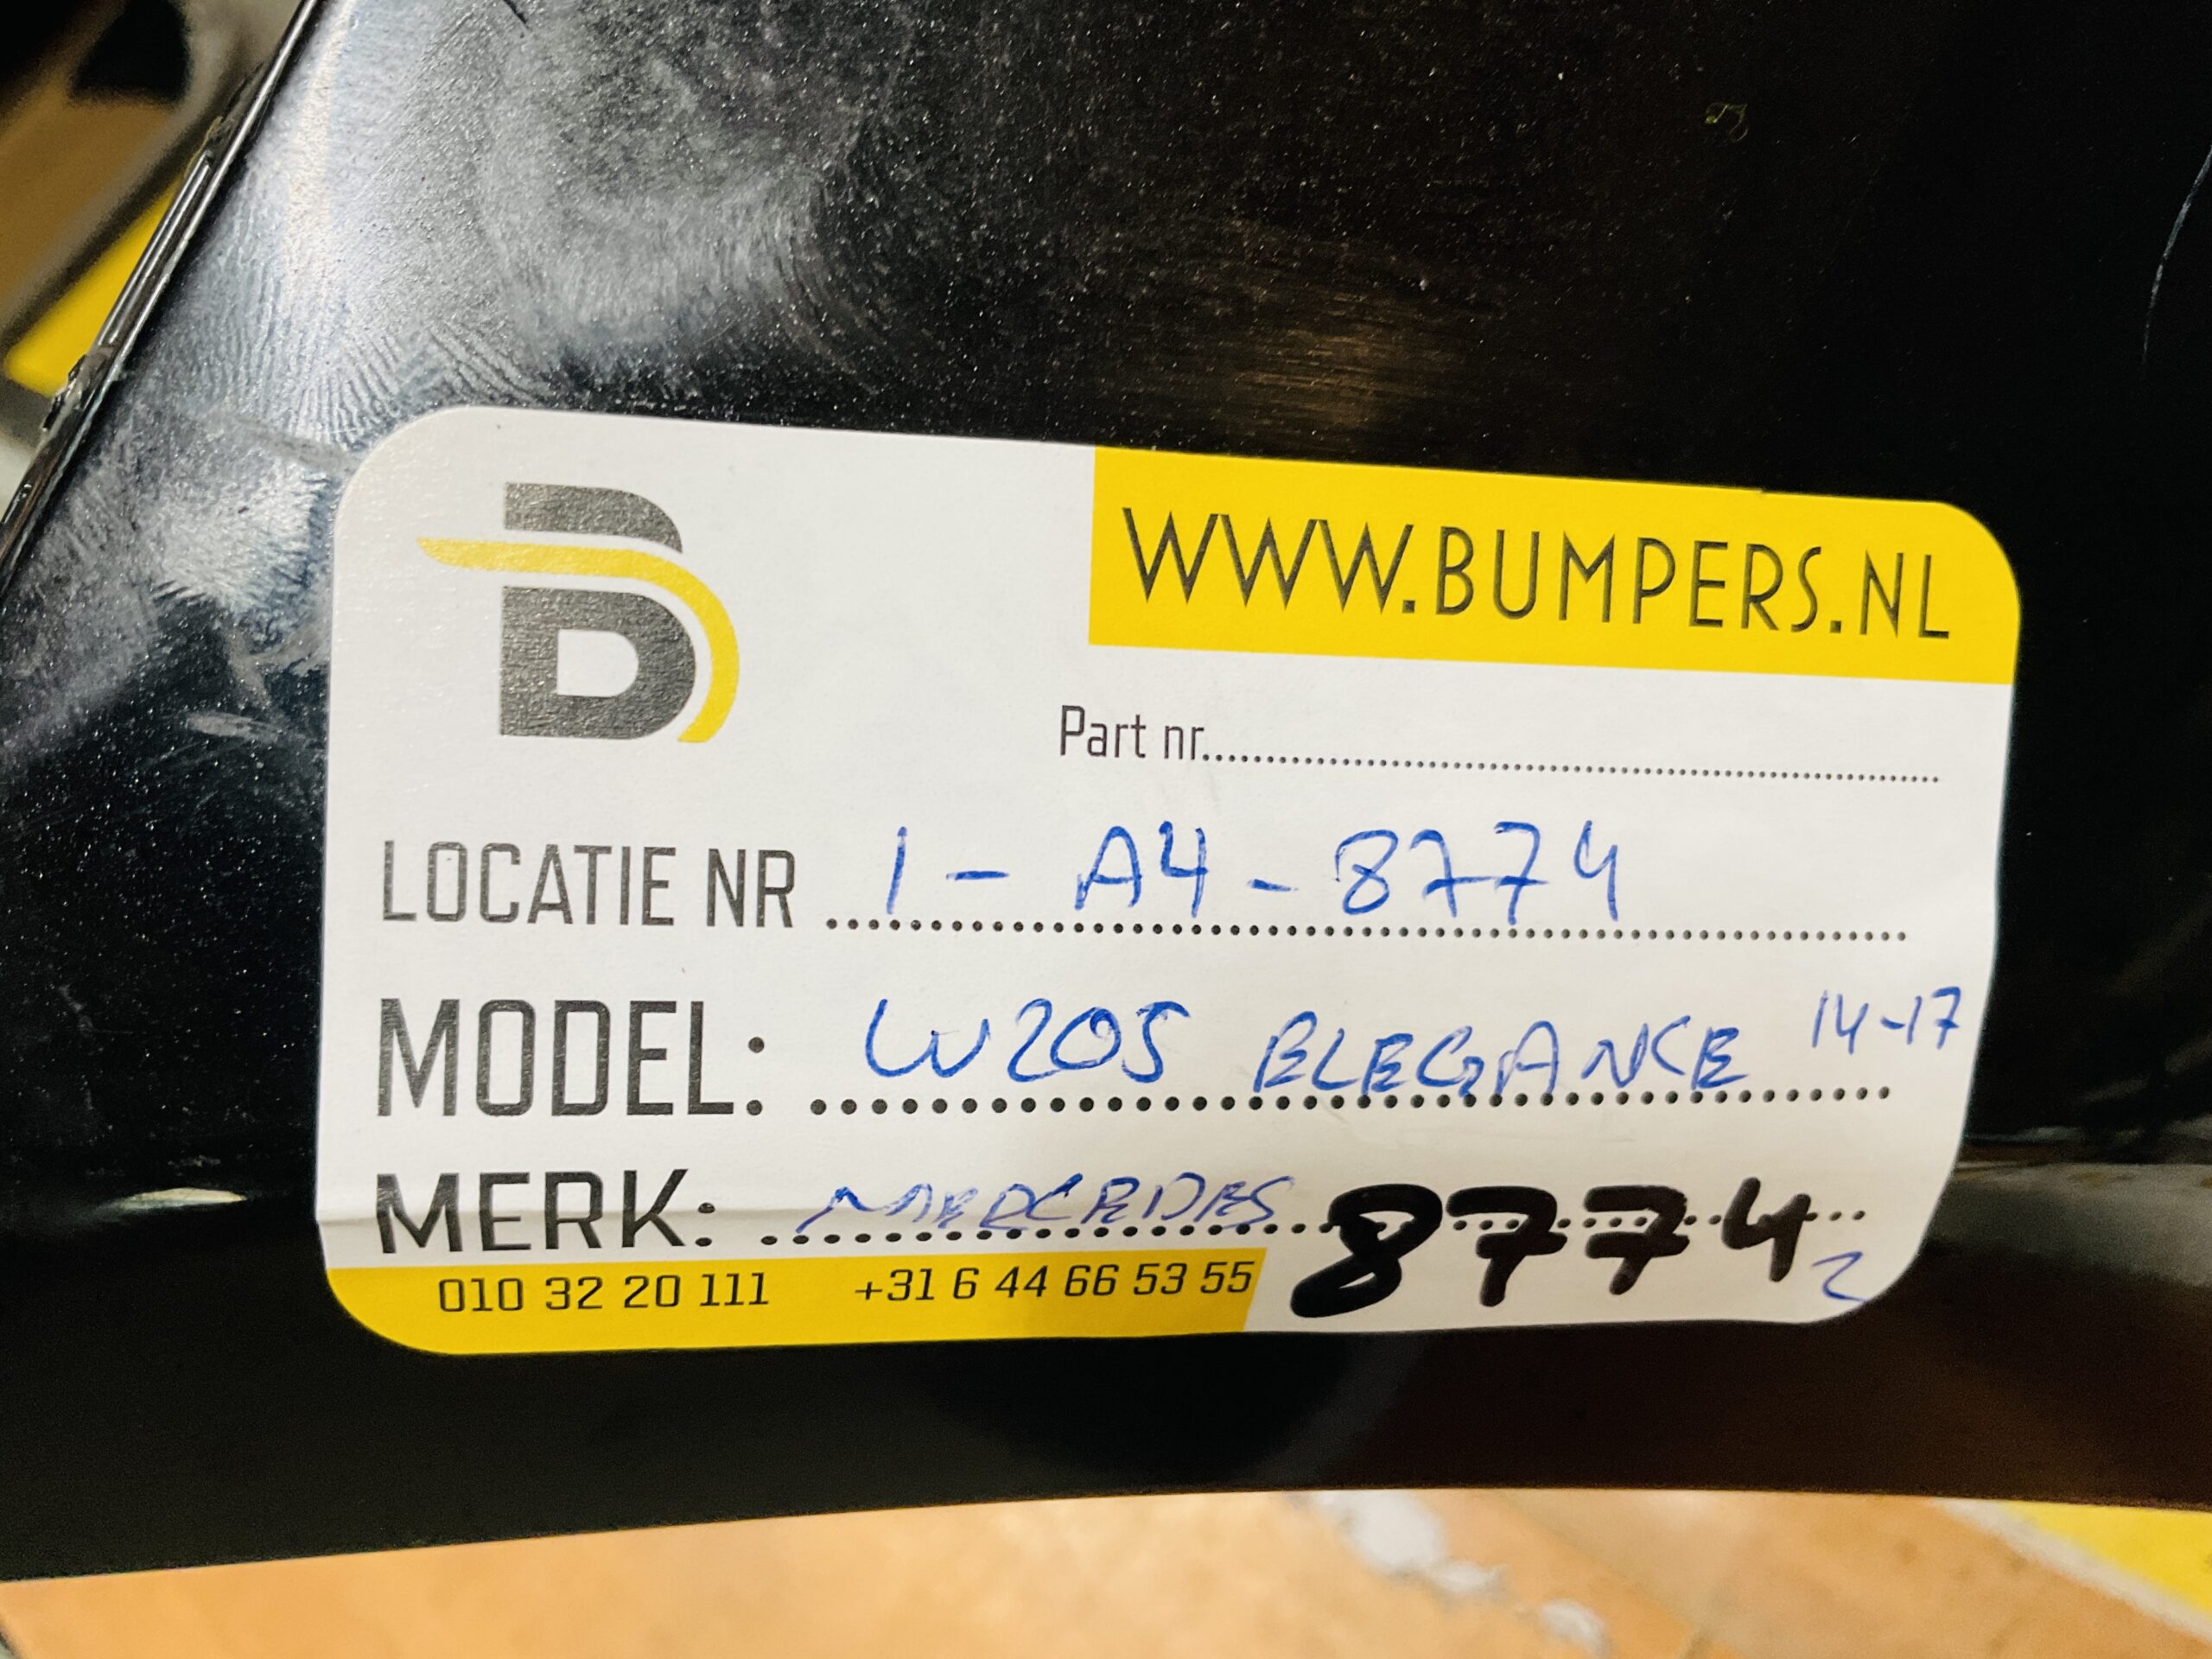 B
WWW.BUMPERS.NL
Part nr..........
LOCATIE NR 1 - A4 - 8774
MODEL: W205 ELEGANCE 14-17
MERK: MERCEDES 8774
2
010 32 20 111 +31 6 44 66 53 55